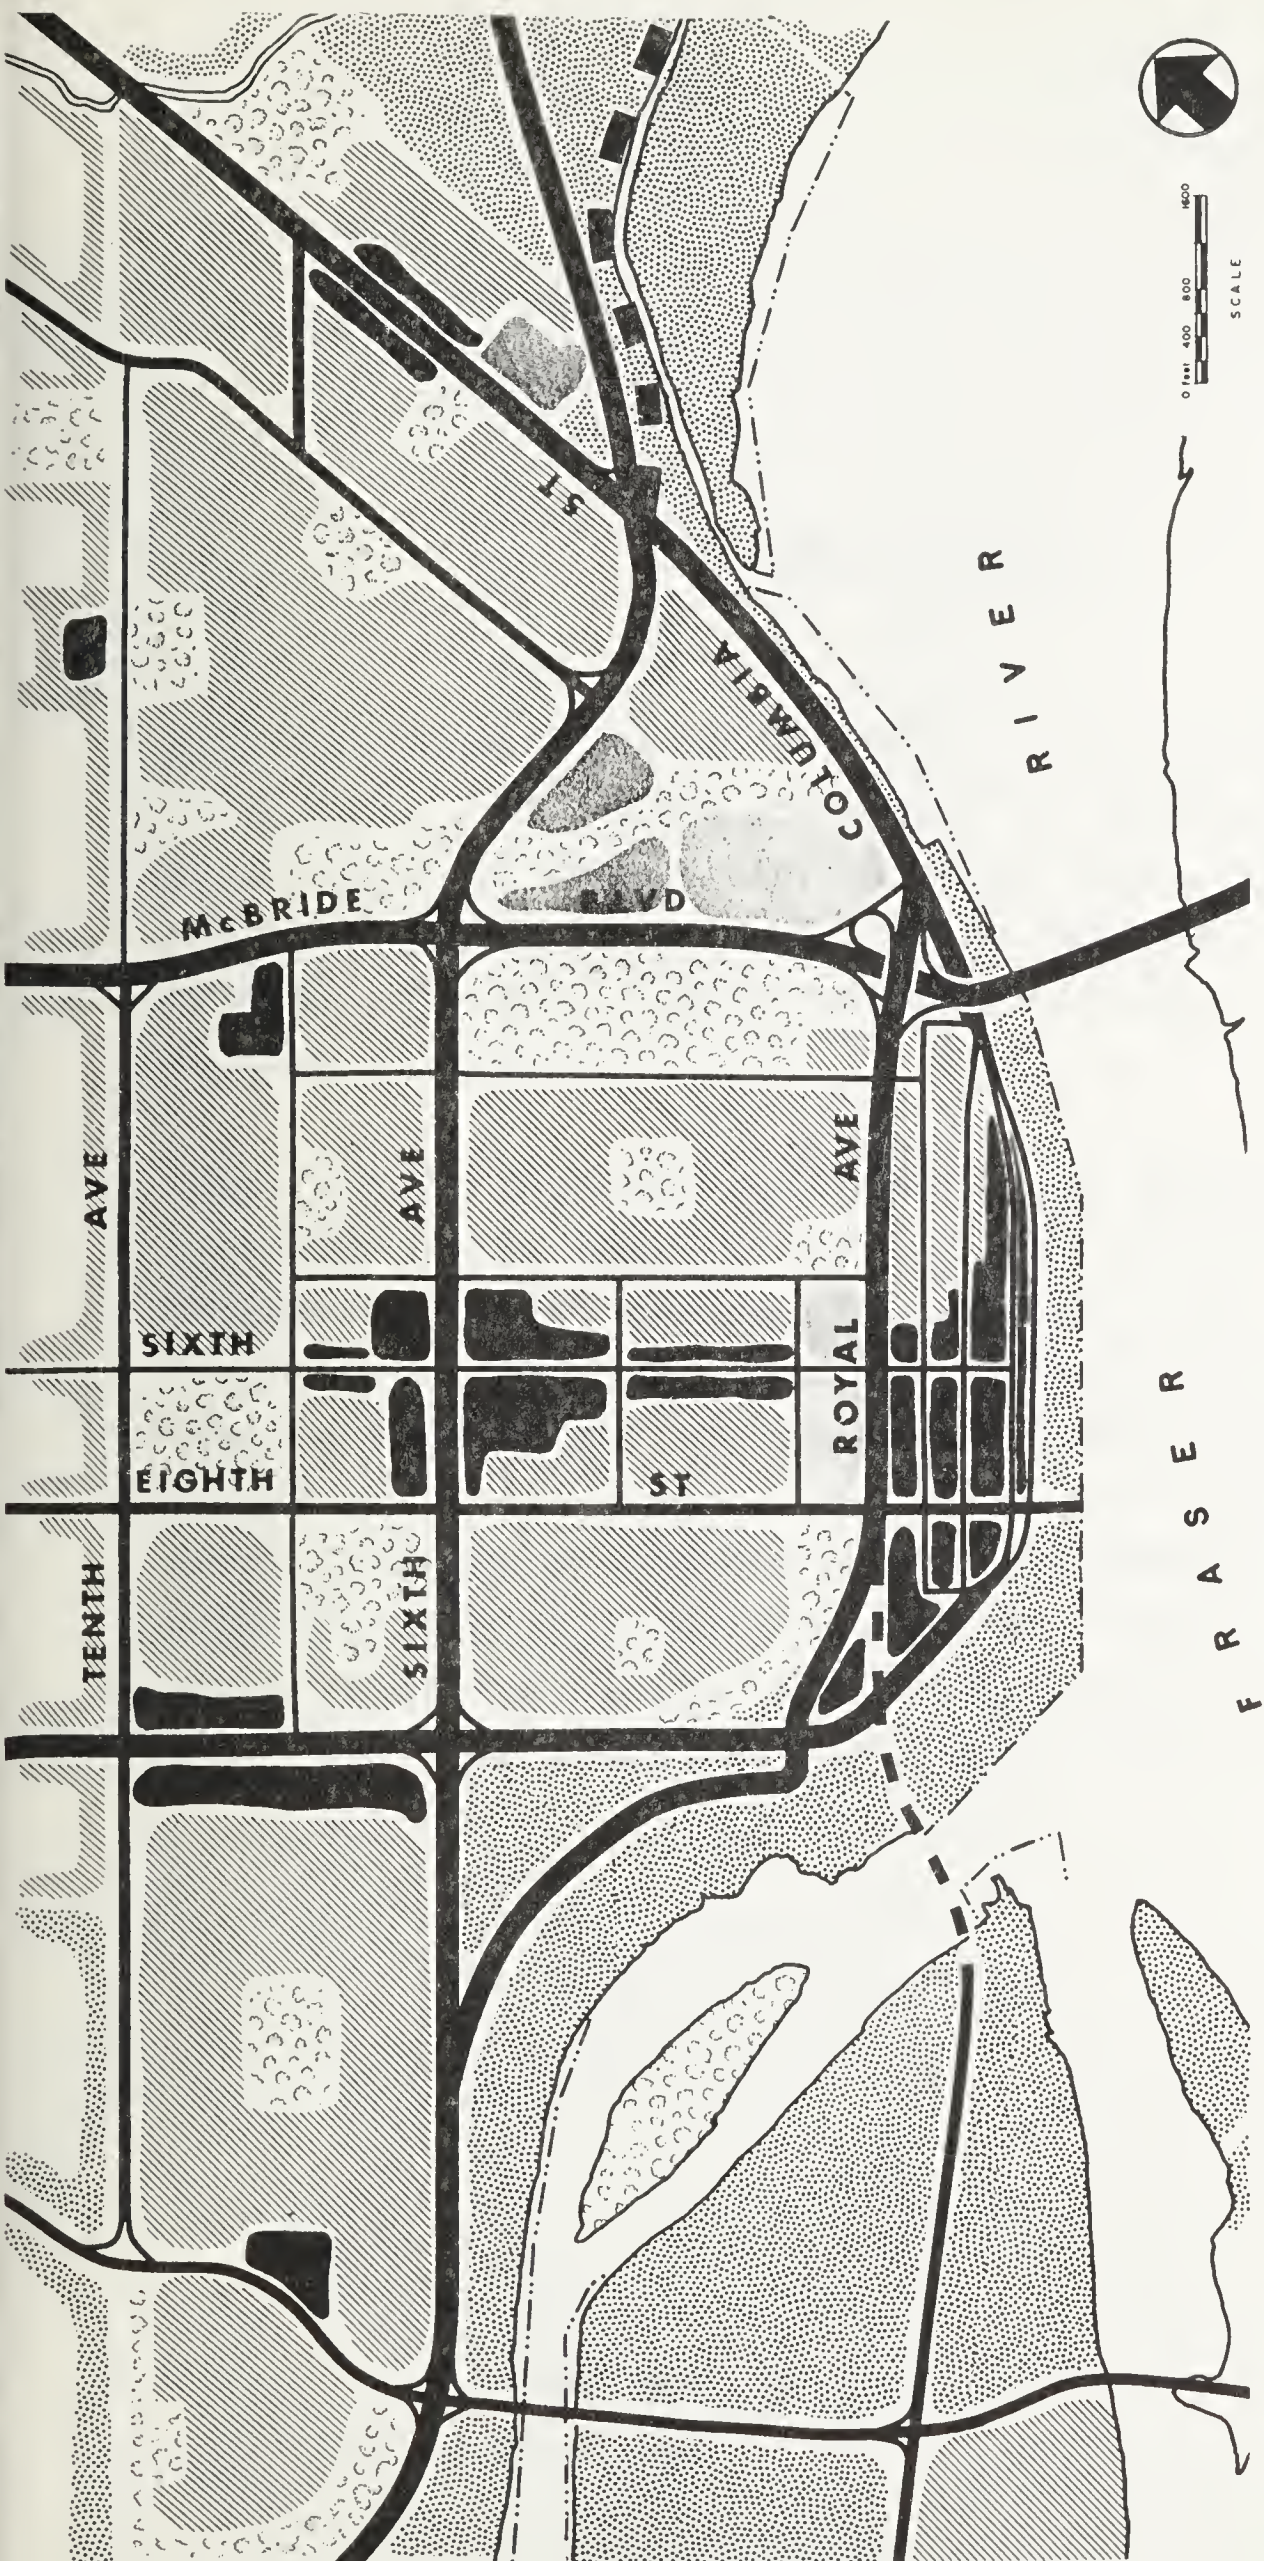 0 feet 400 800 1600
SCALE
COLUMBIA ST
McBRIDE BLVD
TENTH AVE
SIXTH AVE
ROYAL AVE
SIXTH
EIGHTH ST
FRASER RIVER